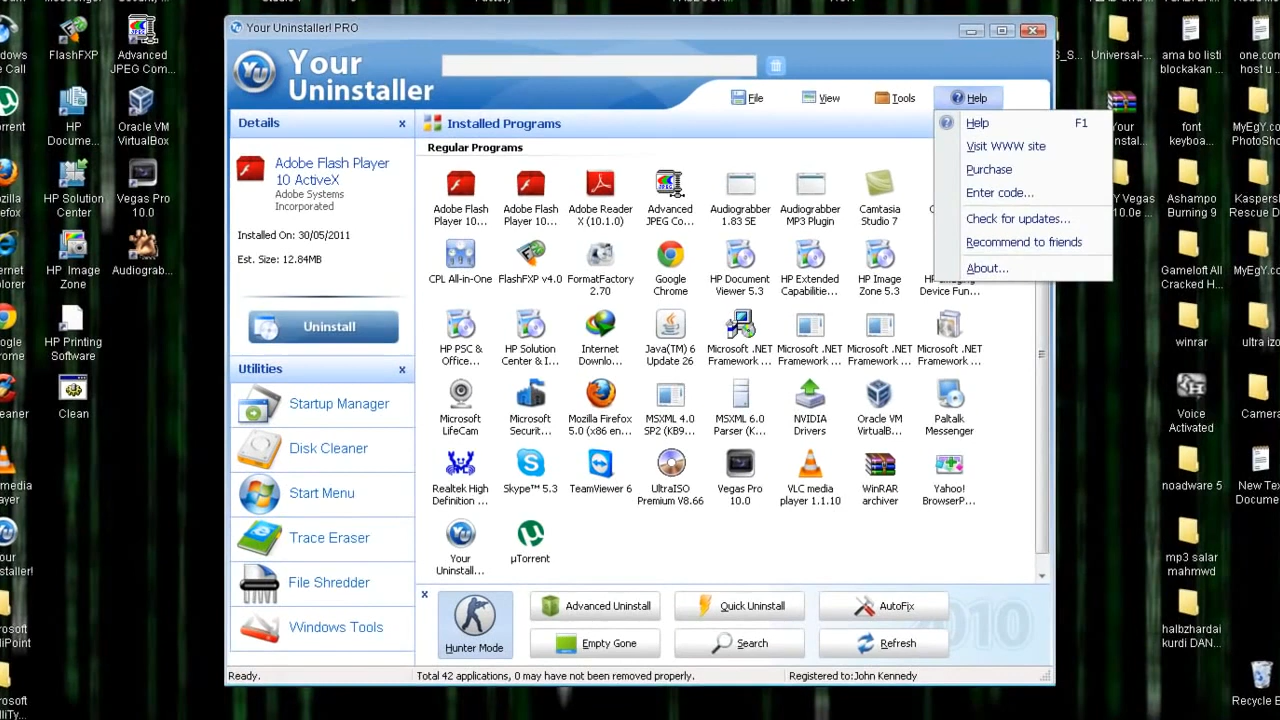 Your Uninstaller! PRO
Your
Uninstaller
File
View
Tools
Help
Help F1
Visit WWW site
Purchase
Enter code...
Check for updates...
Recommend to friends
About...
Details
Adobe Flash Player
10 ActiveX
Adobe Systems
Incorporated
Installed On: 30/05/2011
Est. Size: 12.84MB
Uninstall
Utilities
Startup Manager
Disk Cleaner
Start Menu
Trace Eraser
File Shredder
Windows Tools
Installed Programs
Regular Programs
Adobe Flash
Player 10...
Adobe Flash
Player 10...
Adobe Reader
X (10.1.0)
Advanced
JPEG Co...
Audiograbber
1.83 SE
Audiograbber
MP3 Plugin
Camtasia
Studio 7
CPL All-in-One
FlashFXP v4.0
FormatFactory
2.70
Google
Chrome
HP Document
Viewer 5.3
HP Extended
Capabilitie...
HP Image
Zone 5.3
HP Imaging
Device Fun...
HP PSC &
Office...
HP Solution
Center & I...
Internet
Downlo...
Java(TM) 6
Update 26
Microsoft .NET
Framework...
Microsoft .NET
Framework...
Microsoft .NET
Framework...
Microsoft .NET
Framework...
Microsoft
LifeCam
Microsoft
Securit...
Mozilla Firefox
5.0 (x86 en...
MSXML 4.0
SP2 (KB9...
MSXML 6.0
Parser (K...
NVIDIA
Drivers
Oracle VM
VirtualB...
Paltalk
Messenger
Realtek High
Definition ...
Skype™ 5.3
TeamViewer 6
UltraISO
Premium V8.66
Vegas Pro
10.0
VLC media
player 1.1.10
WinRAR
archiver
Yahoo!
BrowserP...
Your
Uninstall...
µTorrent
Hunter Mode
Advanced Uninstall
Quick Uninstall
AutoFix
Empty Gone
Search
Refresh
2010
Ready.
Total 42 applications, 0 may have not been removed properly.
Registered to:John Kennedy
FlashFXP
Advanced
JPEG Com...
HP
Docume...
Oracle VM
VirtualBox
HP Solution
Center
Vegas Pro
10.0
HP Image
Zone
Audiograb...
HP Printing
Software
Clean
Universal-...
ama bo listi
blockakan ...
one.com
host u ...
Your
Unistal...
font
keyboa...
MyEgY.com
PhotoSho...
Ashampo
Burning 9
Kaspersky
Rescue D...
Gameloft All
Cracked H...
MyEgY.co...
winrar
ultra izo
Voice
Activated
Camera
noadware 5
New Text
Docume...
mp3 salar
mahmwd
halbzhardai
kurdi DAN...
Recycle B